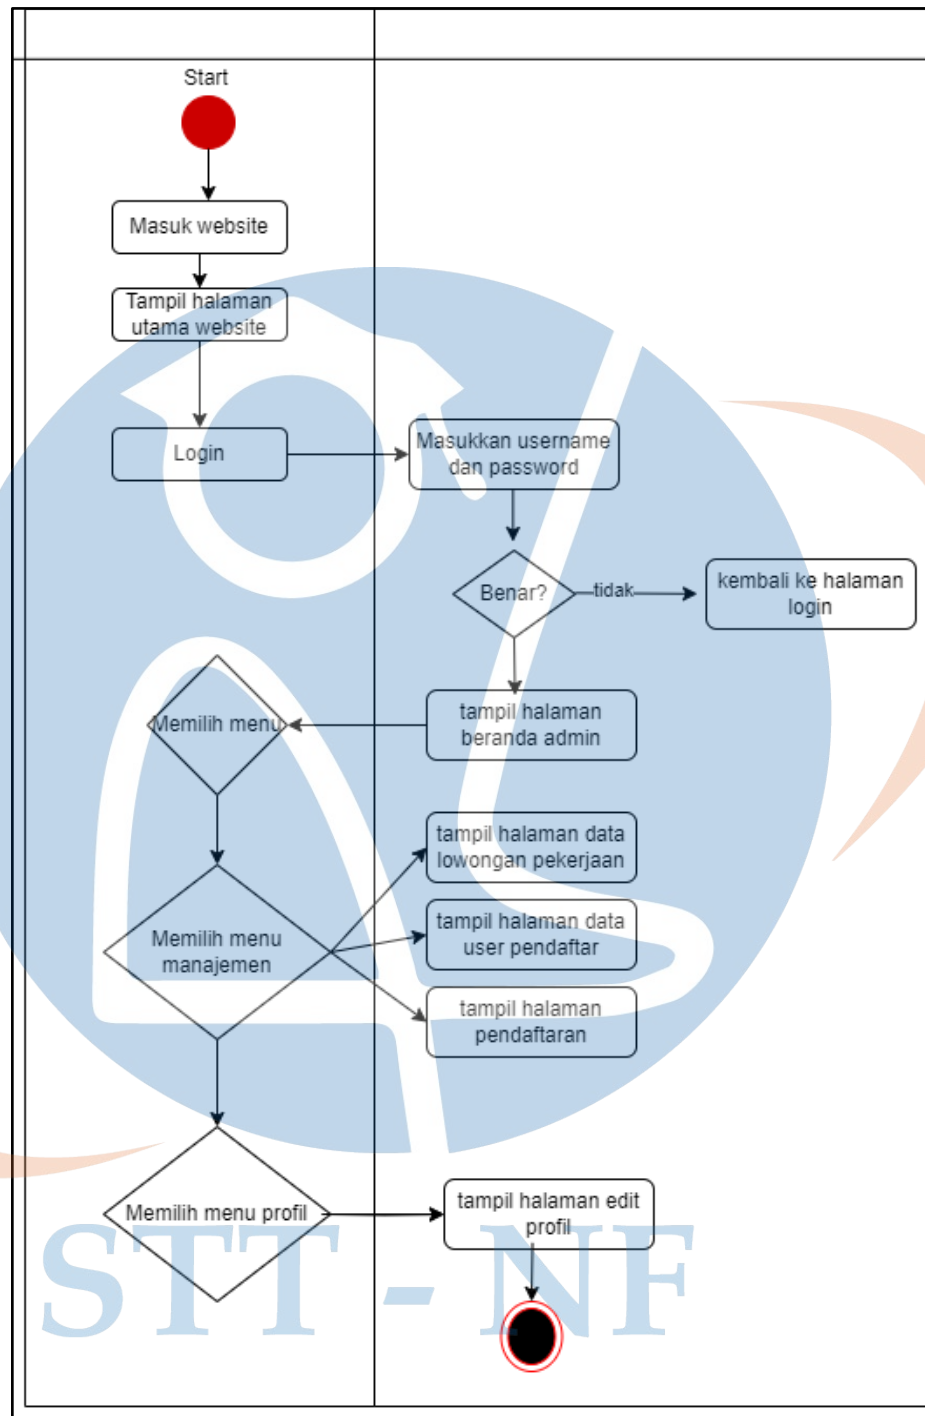 Start
Masuk website
Tampil halaman
utama website
Login
Masukkan username
dan password
Benar?
tidak
kembali ke halaman
login
tampil halaman
beranda admin
Memilih menu
tampil halaman data
lowongan pekerjaan
Memilih menu
manajemen
tampil halaman data
user pendaftar
tampil halaman
pendaftaran
Memilih menu profil
tampil halaman edit
profil
STT - NF